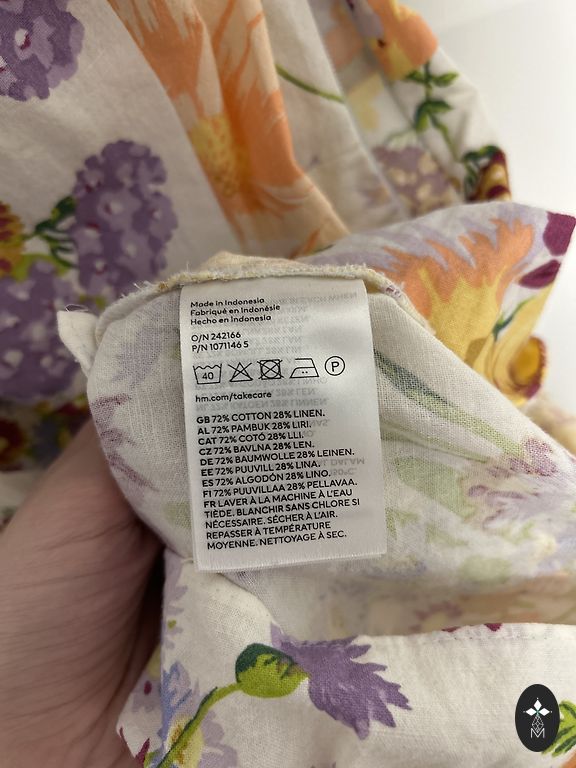 Made in Indonesia
Fabriqué en Indonésie
Hecho en Indonesia
O/N 242166
P/N 1071146 5
40
P
hm.com/takecare
GB 72% COTTON 28% LINEN.
AL 72% PAMBUK 28% LIRI.
CAT 72% COTÓ 28% LLI.
CZ 72% BAVLNA 28% LEN.
DE 72% BAUMWOLLE 28% LEINEN.
EE 72% PUUVILL 28% LINA.
ES 72% ALGODÓN 28% LINO.
FI 72% PUUVILLAA 28% PELLAVAA.
FR LAVER À LA MACHINE À L'EAU
TIÈDE. BLANCHIR SANS CHLORE SI
NÉCESSAIRE. SÉCHER À L'AIR.
REPASSER À TEMPÉRATURE
MOYENNE. NETTOYAGE À SEC.
M